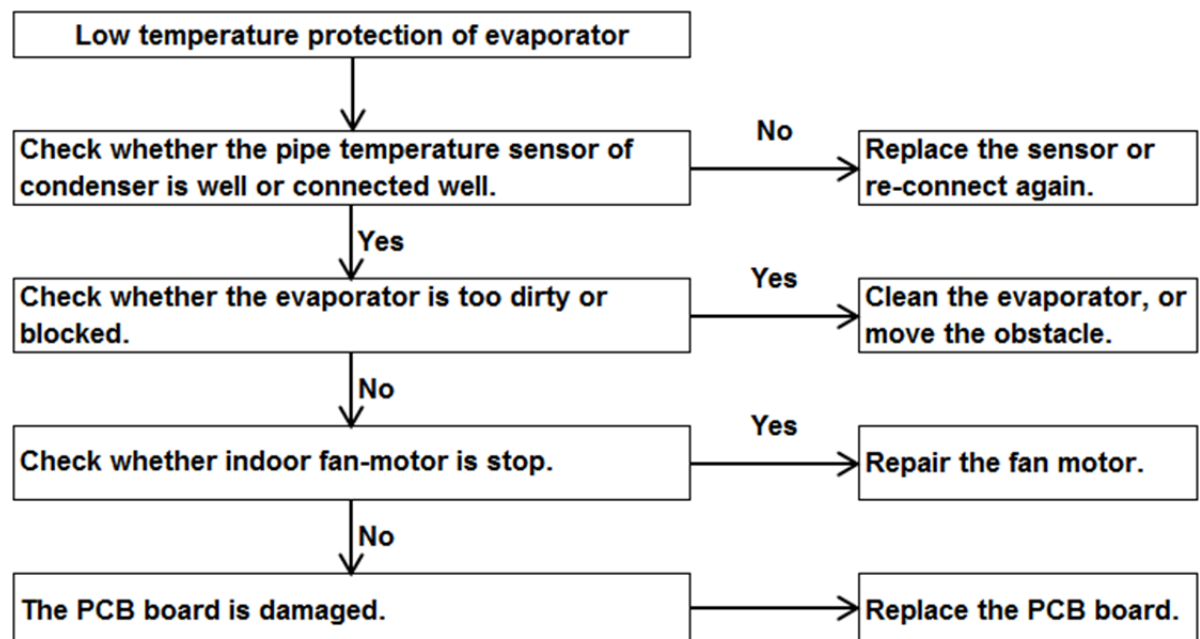 Low temperature protection of evaporator
Check whether the pipe temperature sensor of
condenser is well or connected well.
No
Replace the sensor or
re-connect again.
Yes
Check whether the evaporator is too dirty or
blocked.
Yes
Clean the evaporator, or
move the obstacle.
No
Check whether indoor fan-motor is stop.
Yes
Repair the fan motor.
No
The PCB board is damaged.
Replace the PCB board.